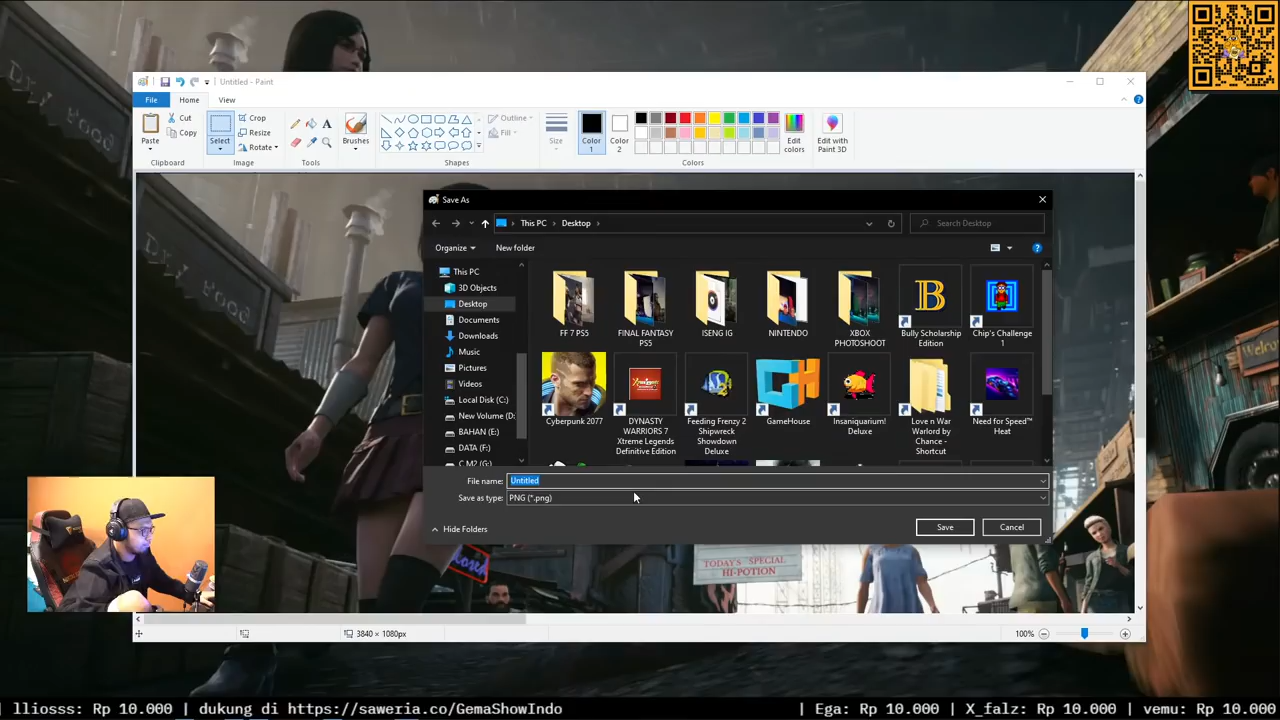 Untitled - Paint
File
Home
View
Paste
Cut
Copy
Clipboard
Select
Crop
Resize
Rotate
Image
Tools
Brushes
Shapes
Outline
Fill
Size
Color 1
Color 2
Colors
Edit colors
Edit with Paint 3D
Dry Food
Dry Food
Save As
This PC
Desktop
Search Desktop
Organize
New folder
This PC
3D Objects
Desktop
Documents
Downloads
Music
Pictures
Videos
Local Disk (C:)
New Volume (D:
BAHAN (E:)
DATA (F:)
C M2 (G:)
FF 7 PS5
FINAL FANTASY PS5
ISENG IG
NINTENDO
XBOX PHOTOSHOOT
Bully Scholarship Edition
Chip's Challenge 1
Cyberpunk 2077
DYNASTY WARRIORS 7 Xtreme Legends Definitive Edition
Feeding Frenzy 2 Shipwreck Showdown Deluxe
GameHouse
Insaniquarium! Deluxe
Love n War Warlord by Chance - Shortcut
Need for Speed™ Heat
File name:
Untitled
Save as type:
PNG (*.png)
Hide Folders
Save
Cancel
TODAY'S SPECIAL
HI-POTION
Welcome
3840 × 1080px
100%
lliosss: Rp 10.000 | dukung di https://saweria.co/GemaShowIndo
| Ega: Rp 10.000 | X_falz: Rp 10.000 | vemu: Rp 10.000